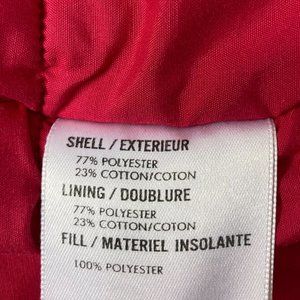 SHELL / EXTERIEUR
77% POLYESTER
23% COTTON/COTON
LINING / DOUBLURE
77% POLYESTER
23% COTTON/COTON
FILL / MATERIEL INSOLANTE
100% POLYESTER